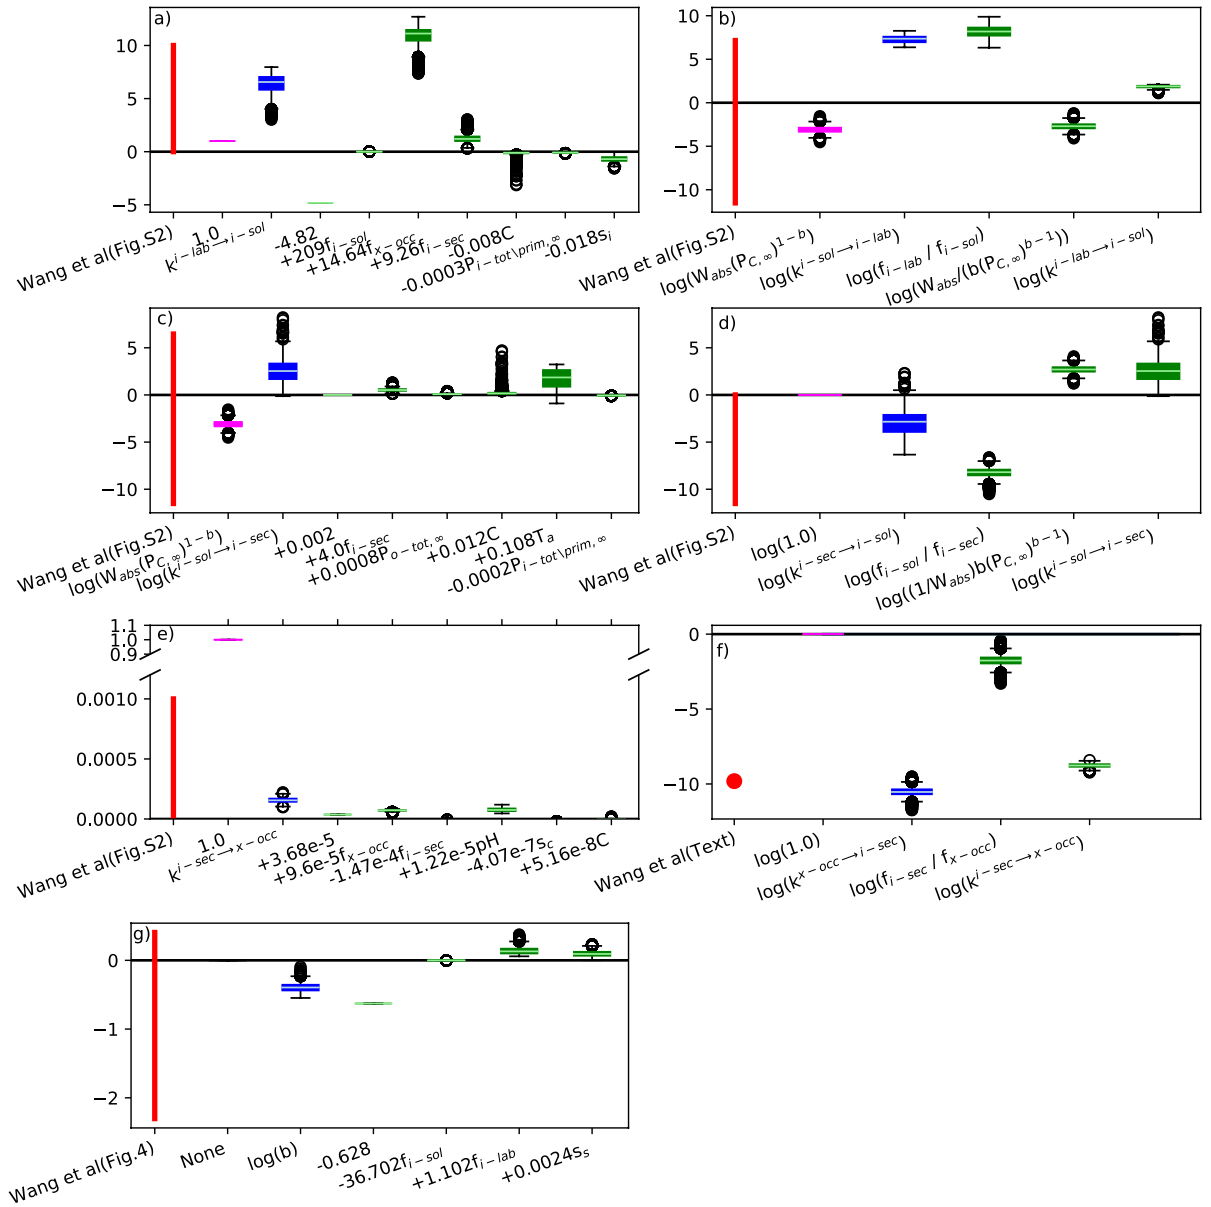 a)
10
5
0
−5
Wang et al(Fig.S2)
1.0
k^{i−lab→i−sol}
-4.82
+209f_{i−sol}
+14.64f_{x−occ}
+9.26f_{i−sec}
-0.008C
-0.0003P_{i−tot\prim,∞}
-0.018s_i
b)
10
5
0
−5
−10
Wang et al(Fig.S2)
log(W_{abs}(P_{C,∞})^{1−b})
log(k^{i−sol→i−lab})
log(f_{i−lab} / f_{i−sol})
log(W_{abs}/(b(P_{C,∞})^{b−1}))
log(k^{i−lab→i−sol})
c)
5
0
−5
−10
Wang et al(Fig.S2)
log(W_{abs}(P_{C,∞})^{1−b})
log(k^{i−sol→i−sec})
+0.002
+4.0f_{i−sec}
+0.0008P_{o−tot,∞}
+0.012C
+0.108T_a
-0.0002P_{i−tot\prim,∞}
d)
5
0
−5
−10
Wang et al(Fig.S2)
log(1.0)
log(k^{i−sec→i−sol})
log(f_{i−sol} / f_{i−sec})
log((1/W_{abs})b(P_{C,∞})^{b−1})
log(k^{i−sol→i−sec})
e)
1.1
1.0
0.9
0.0010
0.0005
0.0000
Wang et al(Fig.S2)
1.0
k^{i−sec→x−occ}
+3.68e-5
+9.6e-5f_{x−occ}
-1.47e-4f_{i−sec}
+1.22e-5pH
-4.07e-7s_c
+5.16e-8C
f)
0
−5
−10
Wang et al(Text)
log(1.0)
log(k^{x−occ→i−sec})
log(f_{i−sec} / f_{x−occ})
log(k^{i−sec→x−occ})
g)
0
−1
−2
Wang et al(Fig.4)
None
log(b)
-0.628
-36.702f_{i−sol}
+1.102f_{i−lab}
+0.0024s_s